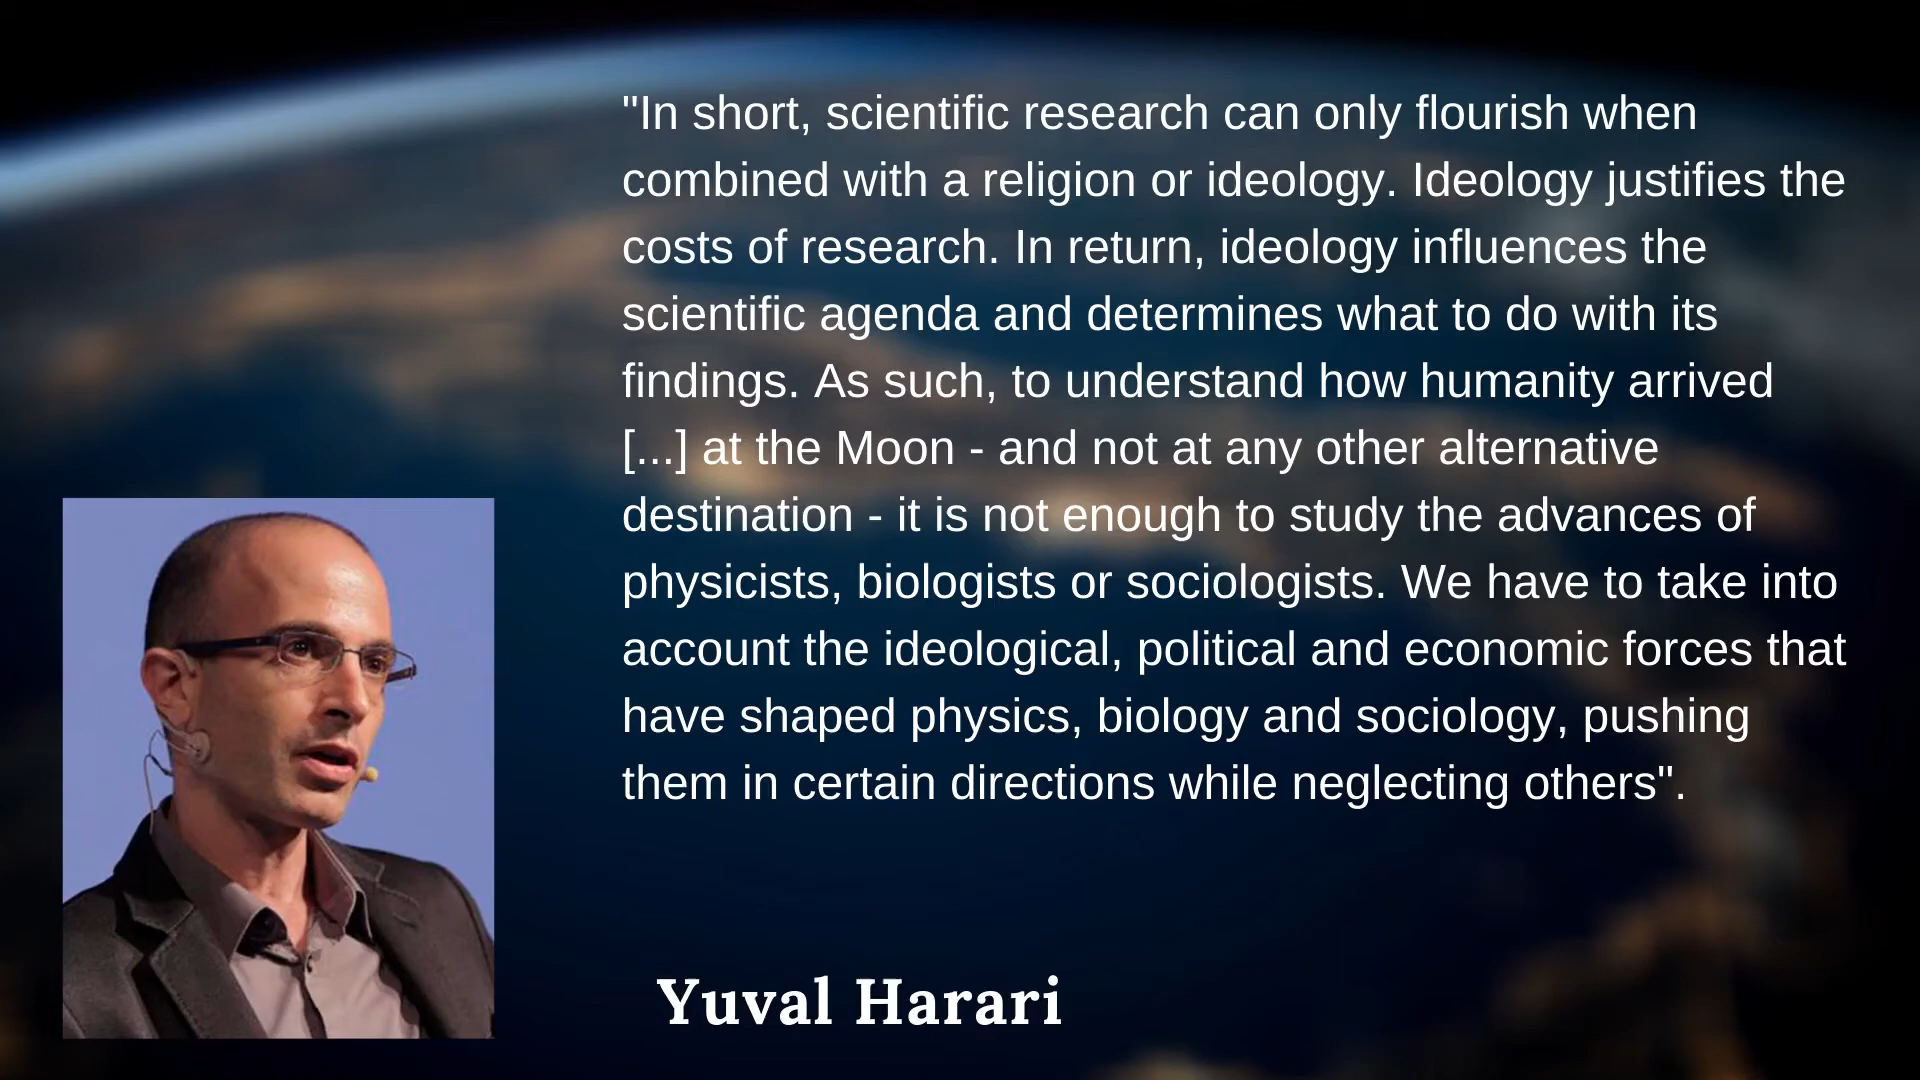 "In short, scientific research can only flourish when
combined with a religion or ideology. Ideology justifies the
costs of research. In return, ideology influences the
scientific agenda and determines what to do with its
findings. As such, to understand how humanity arrived
[...] at the Moon - and not at any other alternative
destination - it is not enough to study the advances of
physicists, biologists or sociologists. We have to take into
account the ideological, political and economic forces that
have shaped physics, biology and sociology, pushing
them in certain directions while neglecting others".
Yuval Harari